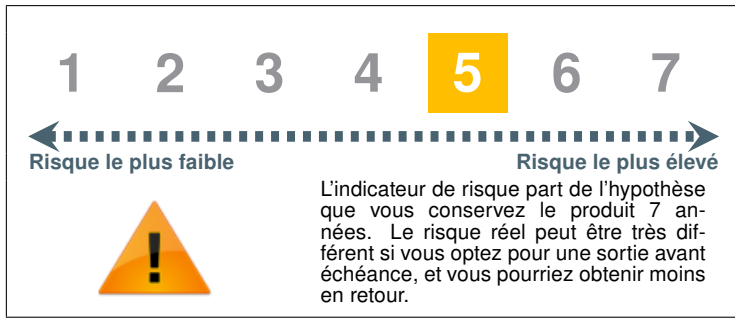 1 2 3 4 5 6 7
Risque le plus faible Risque le plus élevé
L'indicateur de risque part de l'hypothèse
que vous conservez le produit 7 an-
nées. Le risque réel peut être très dif-
férent si vous optez pour une sortie avant
échéance, et vous pourriez obtenir moins
en retour.